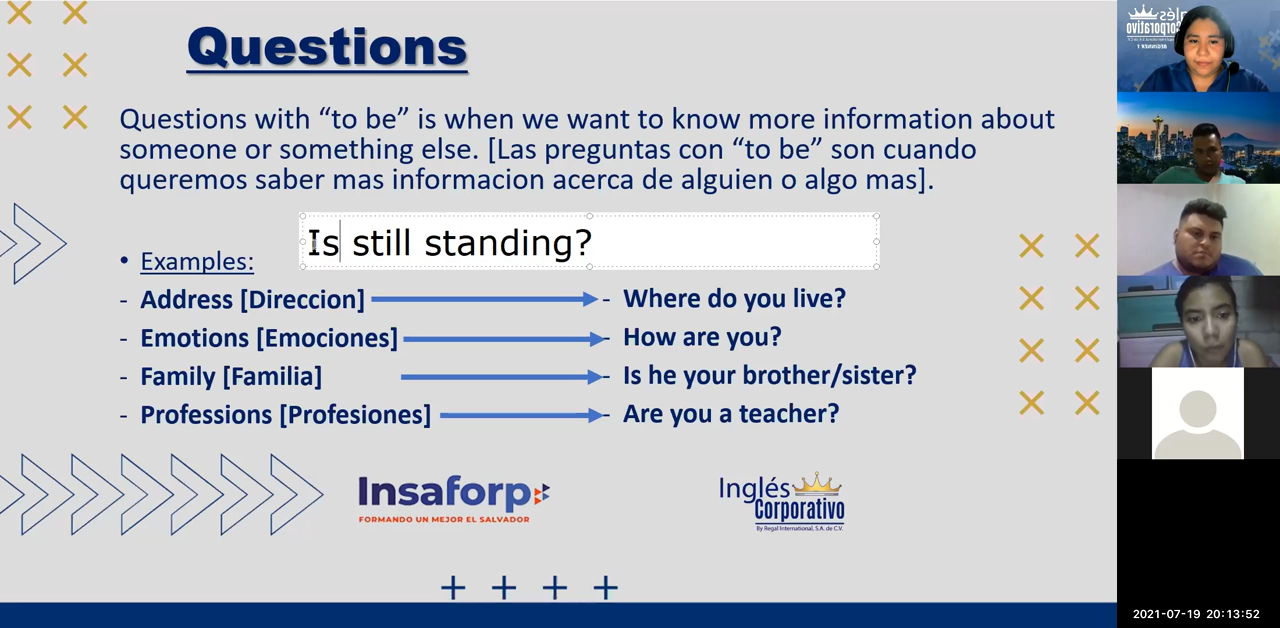 Questions
Questions with “to be” is when we want to know more information about
someone or something else. [Las preguntas con “to be” son cuando
queremos saber mas informacion acerca de alguien o algo mas].
Is still standing?
• Examples:
- Address [Direccion] - Where do you live?
- Emotions [Emociones] - How are you?
- Family [Familia] - Is he your brother/sister?
- Professions [Profesiones] - Are you a teacher?
Insaforp
FORMANDO UN MEJOR EL SALVADOR
Inglés
Corporativo
By Regal International, S.A. de C.V.
Inglés
Corporativo
BEGINNER 1
2021-07-19 20:13:52